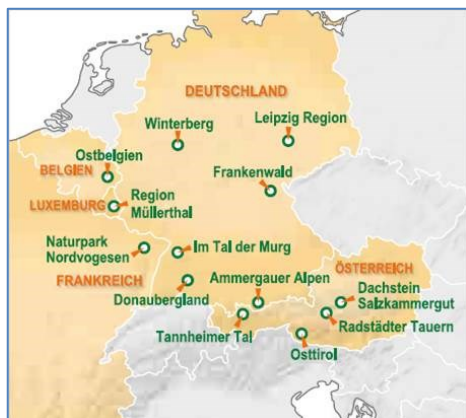 DEUTSCHLAND
Winterberg
Leipzig Region
Ostbelgien
BELGIEN
Frankenwald
LUXEMBURG
Region
Müllerthal
Naturpark
Nordvogesen
Im Tal der Murg
FRANKREICH
Ammergauer Alpen
ÖSTERREICH
Donaubergland
Dachstein
Salzkammergut
Tannheimer Tal
Radstädter Tauern
Osttirol